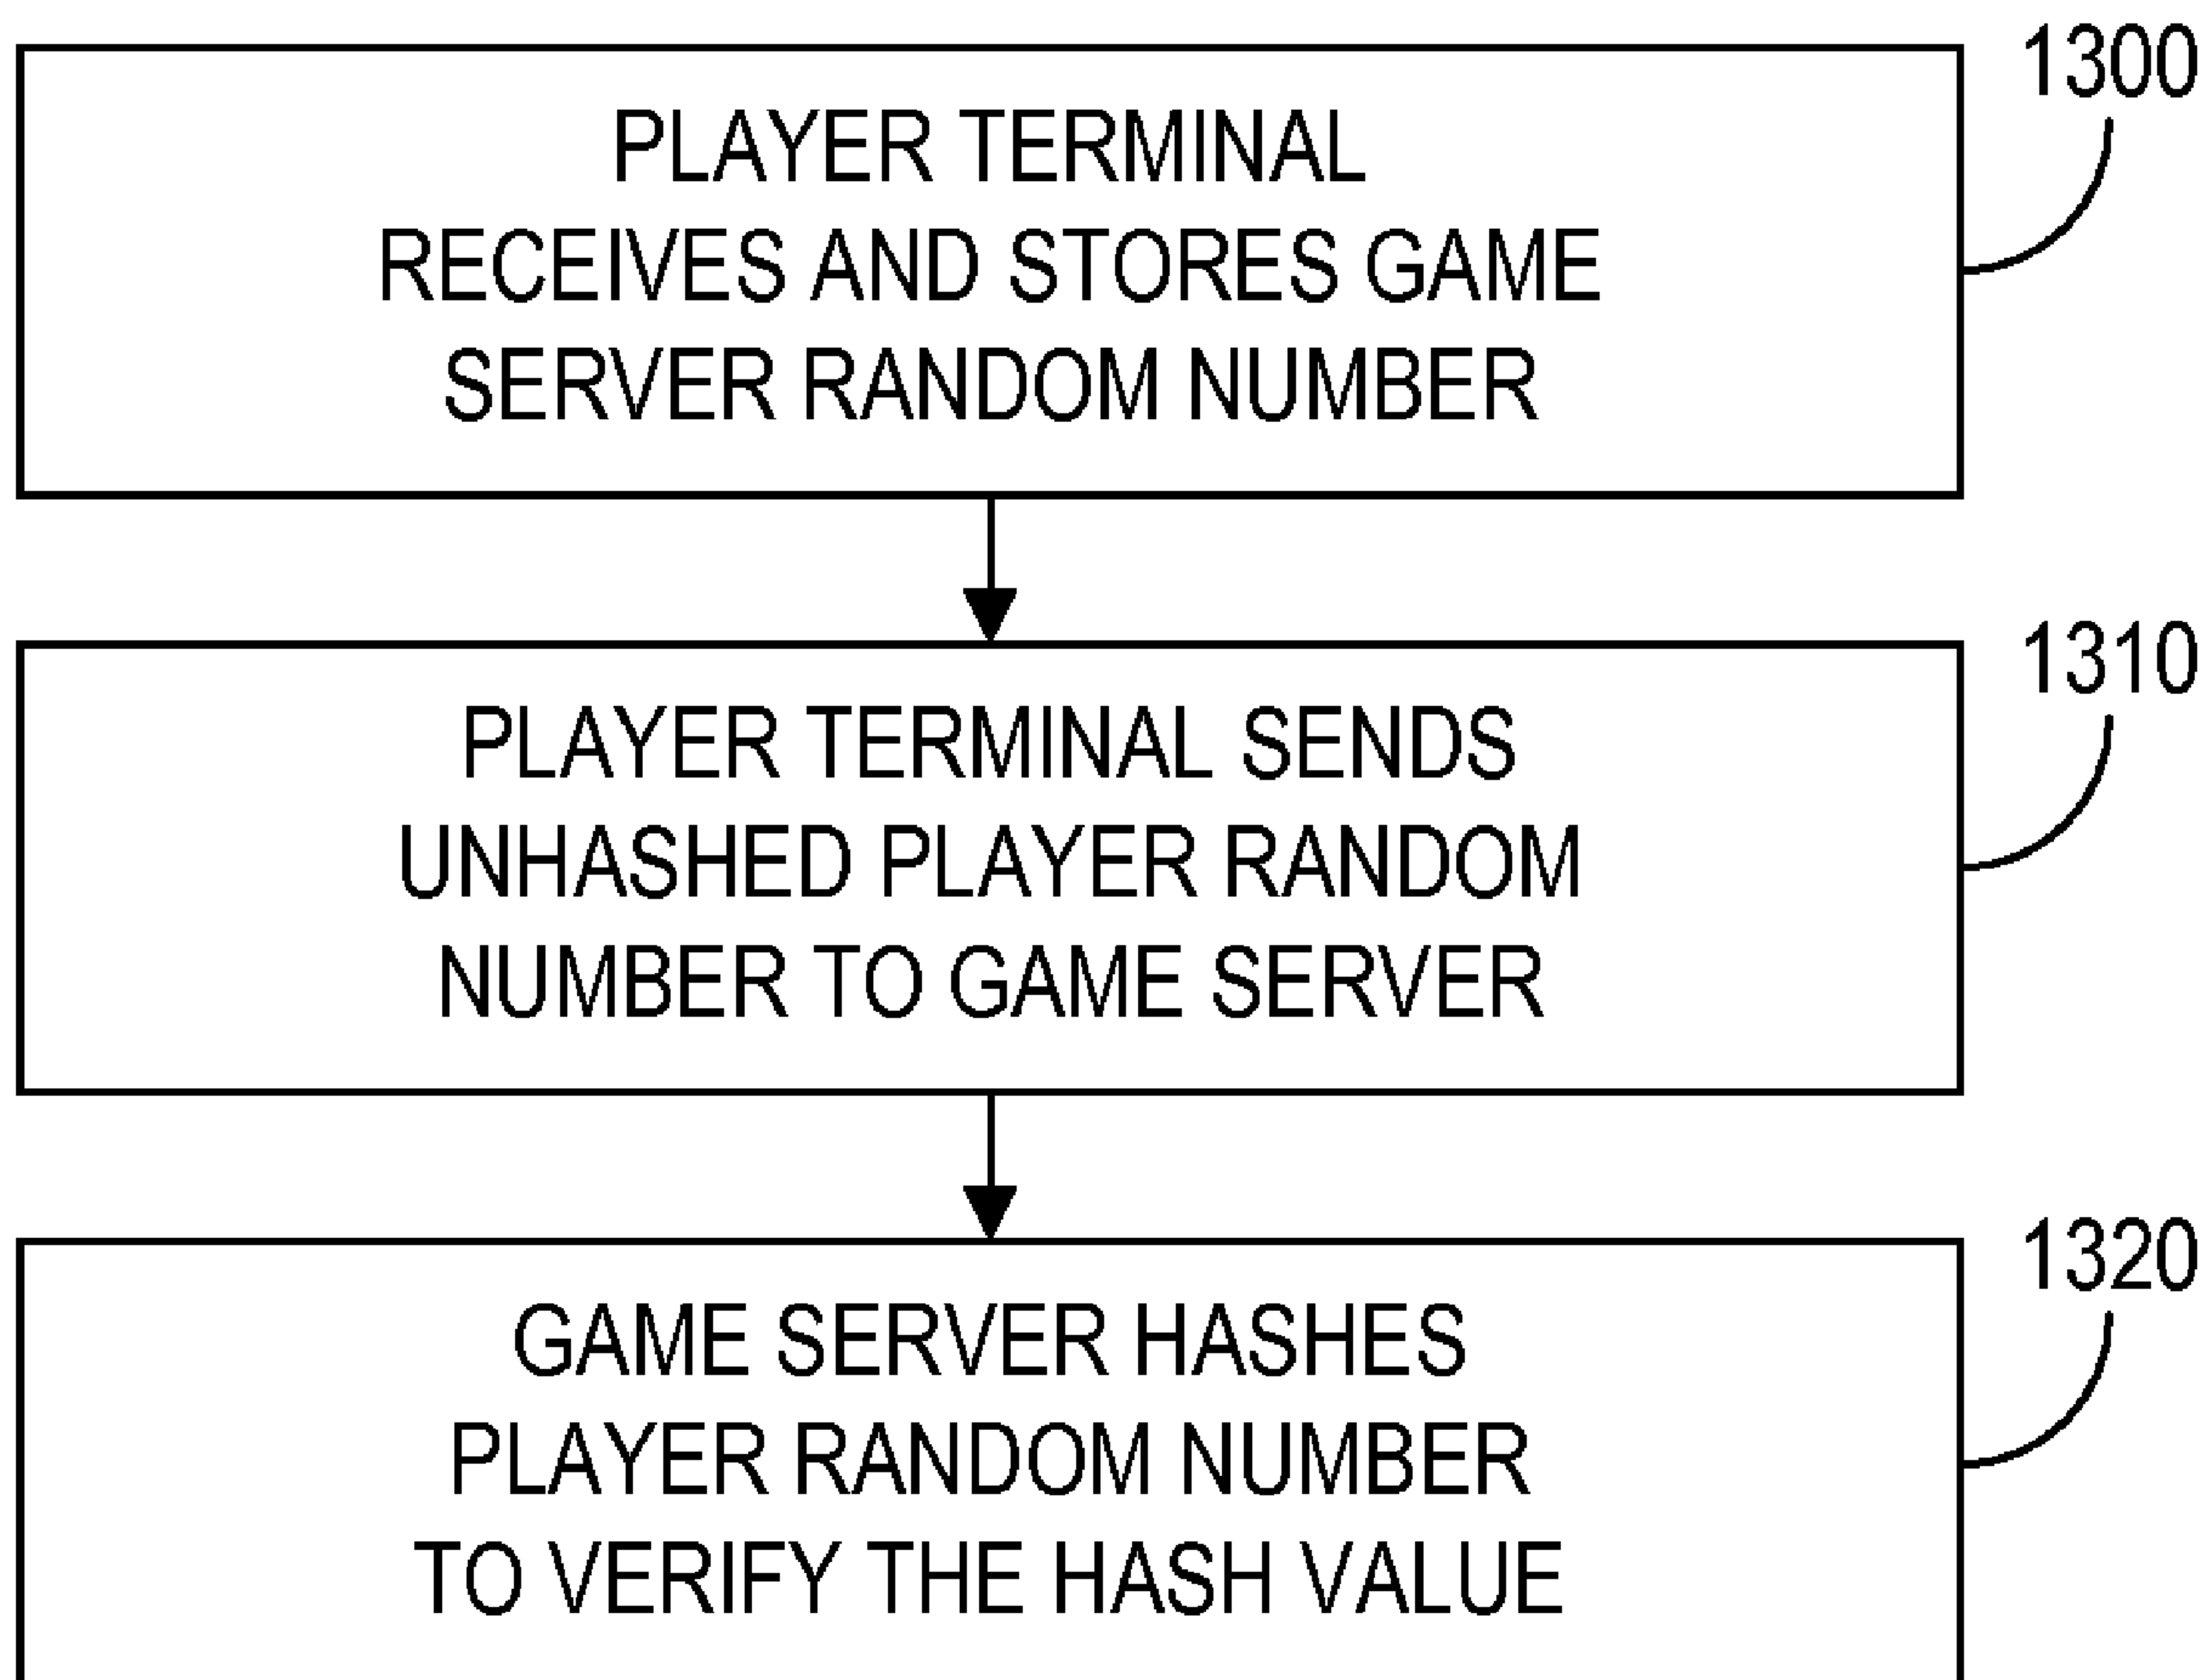 1300
PLAYER TERMINAL
RECEIVES AND STORES GAME
SERVER RANDOM NUMBER
1310
PLAYER TERMINAL SENDS
UNHASHED PLAYER RANDOM
NUMBER TO GAME SERVER
1320
GAME SERVER HASHES
PLAYER RANDOM NUMBER
TO VERIFY THE HASH VALUE